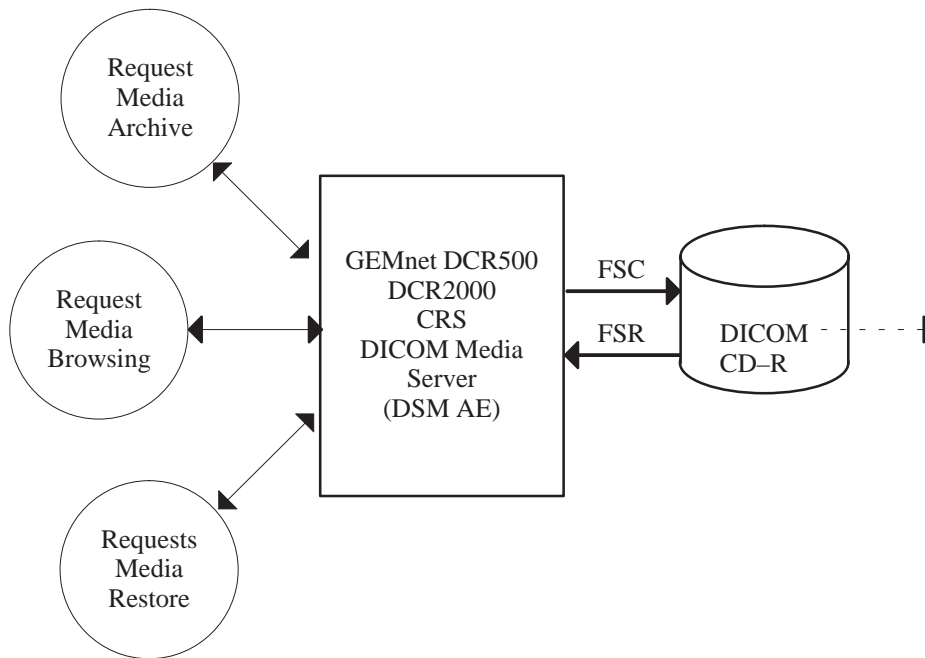 Request
Media
Archive
Request
Media
Browsing
Requests
Media
Restore
GEMnet DCR500
DCR2000
CRS
DICOM Media
Server
(DSM AE)
FSC
FSR
DICOM
CD–R